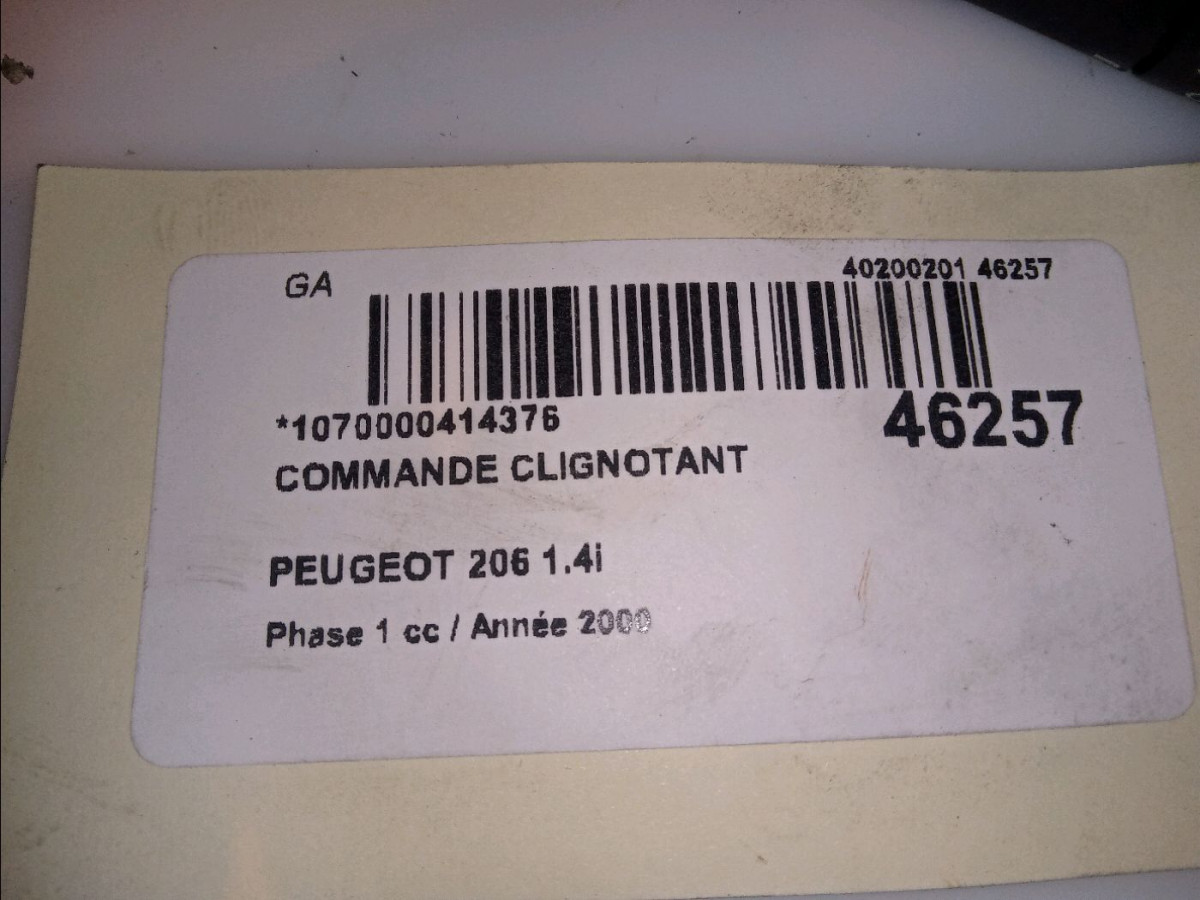 GA
40200201 46257
*1070000414376
46257
COMMANDE CLIGNOTANT
PEUGEOT 206 1.4i
Phase 1 cc / Année 2000